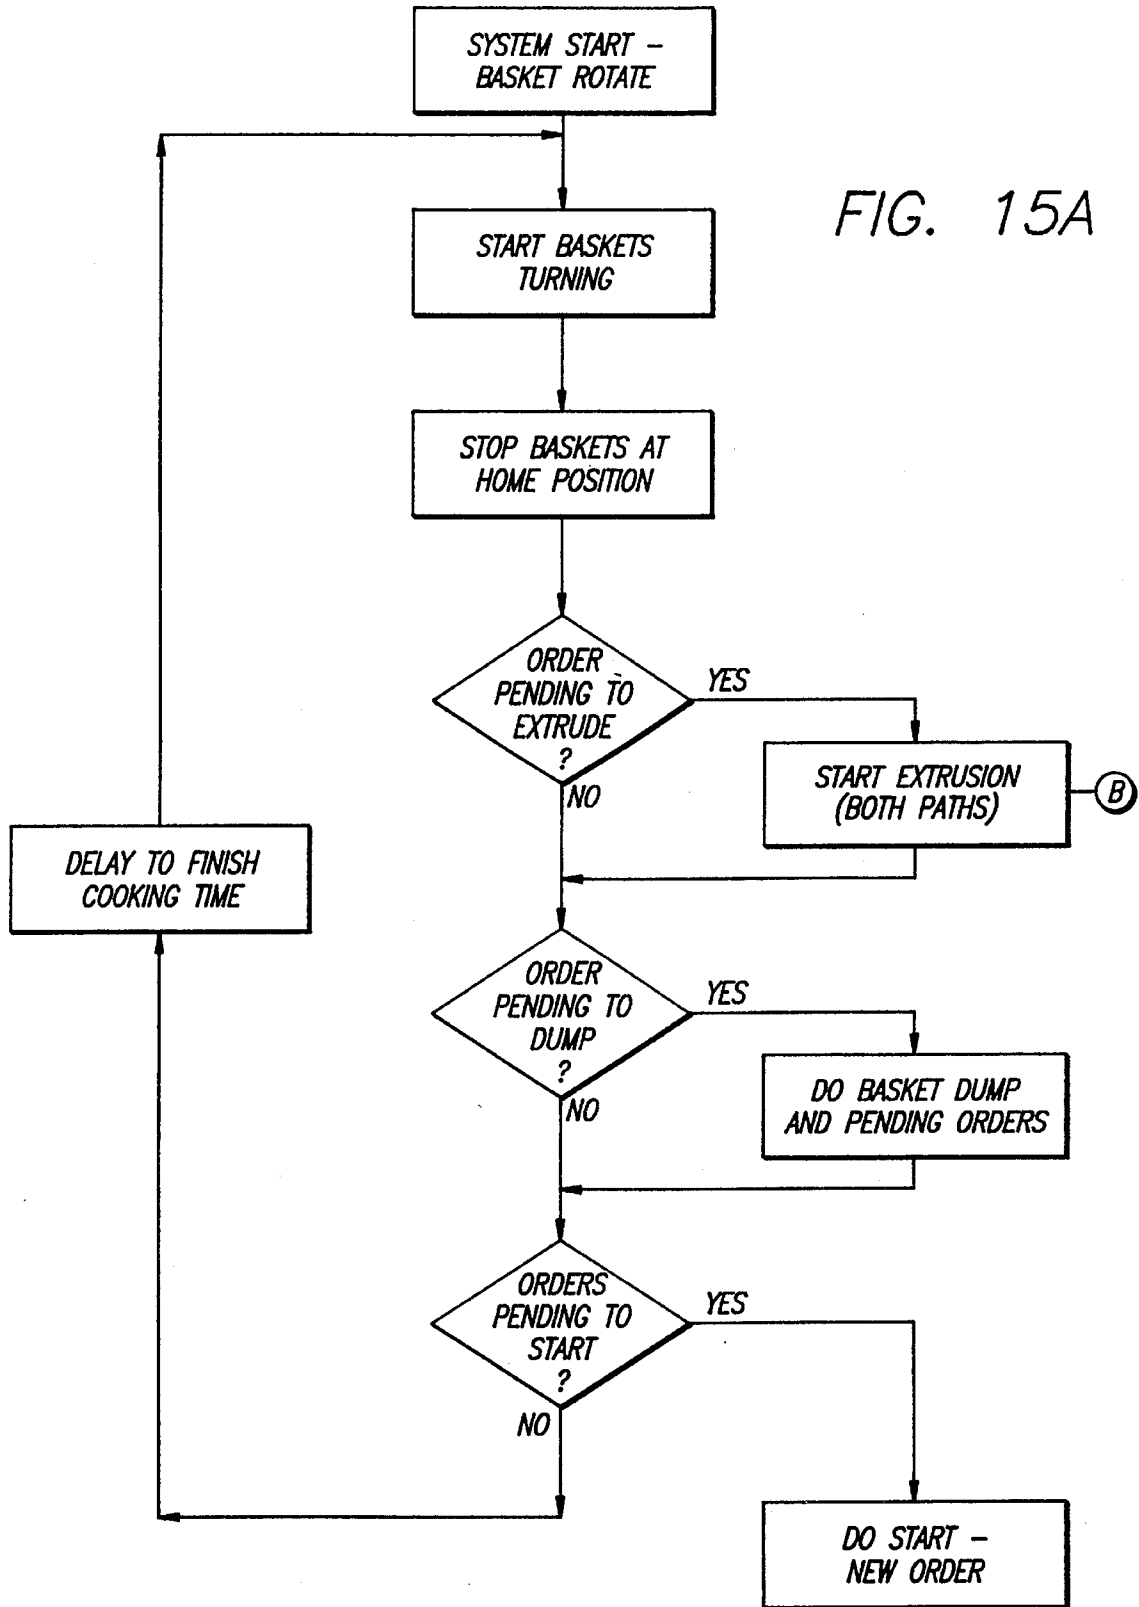 SYSTEM START –
BASKET ROTATE
FIG. 15A
START BASKETS
TURNING
STOP BASKETS AT
HOME POSITION
ORDER
PENDING TO
EXTRUDE
?
YES
NO
START EXTRUSION
(BOTH PATHS)
B
DELAY TO FINISH
COOKING TIME
ORDER
PENDING TO
DUMP
?
YES
NO
DO BASKET DUMP
AND PENDING ORDERS
ORDERS
PENDING TO
START
?
YES
NO
DO START –
NEW ORDER